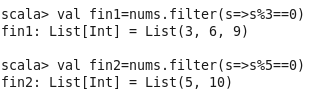 scala> val fin1=nums.filter(s=>s%3==0)
fin1: List[Int] = List(3, 6, 9)
scala> val fin2=nums.filter(s=>s%5==0)
fin2: List[Int] = List(5, 10)